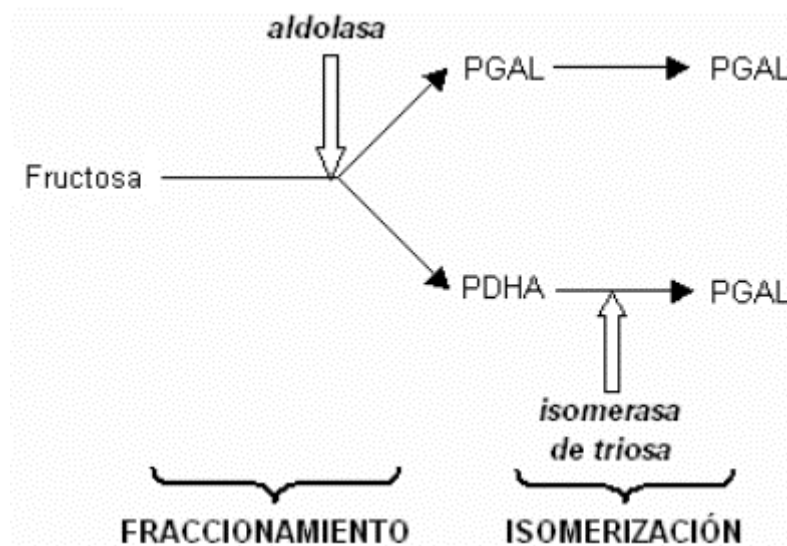 aldolasa
PGAL
PGAL
Fructosa
PDHA
PGAL
isomerasa
de triosa
FRACCIONAMIENTO
ISOMERIZACIÓN